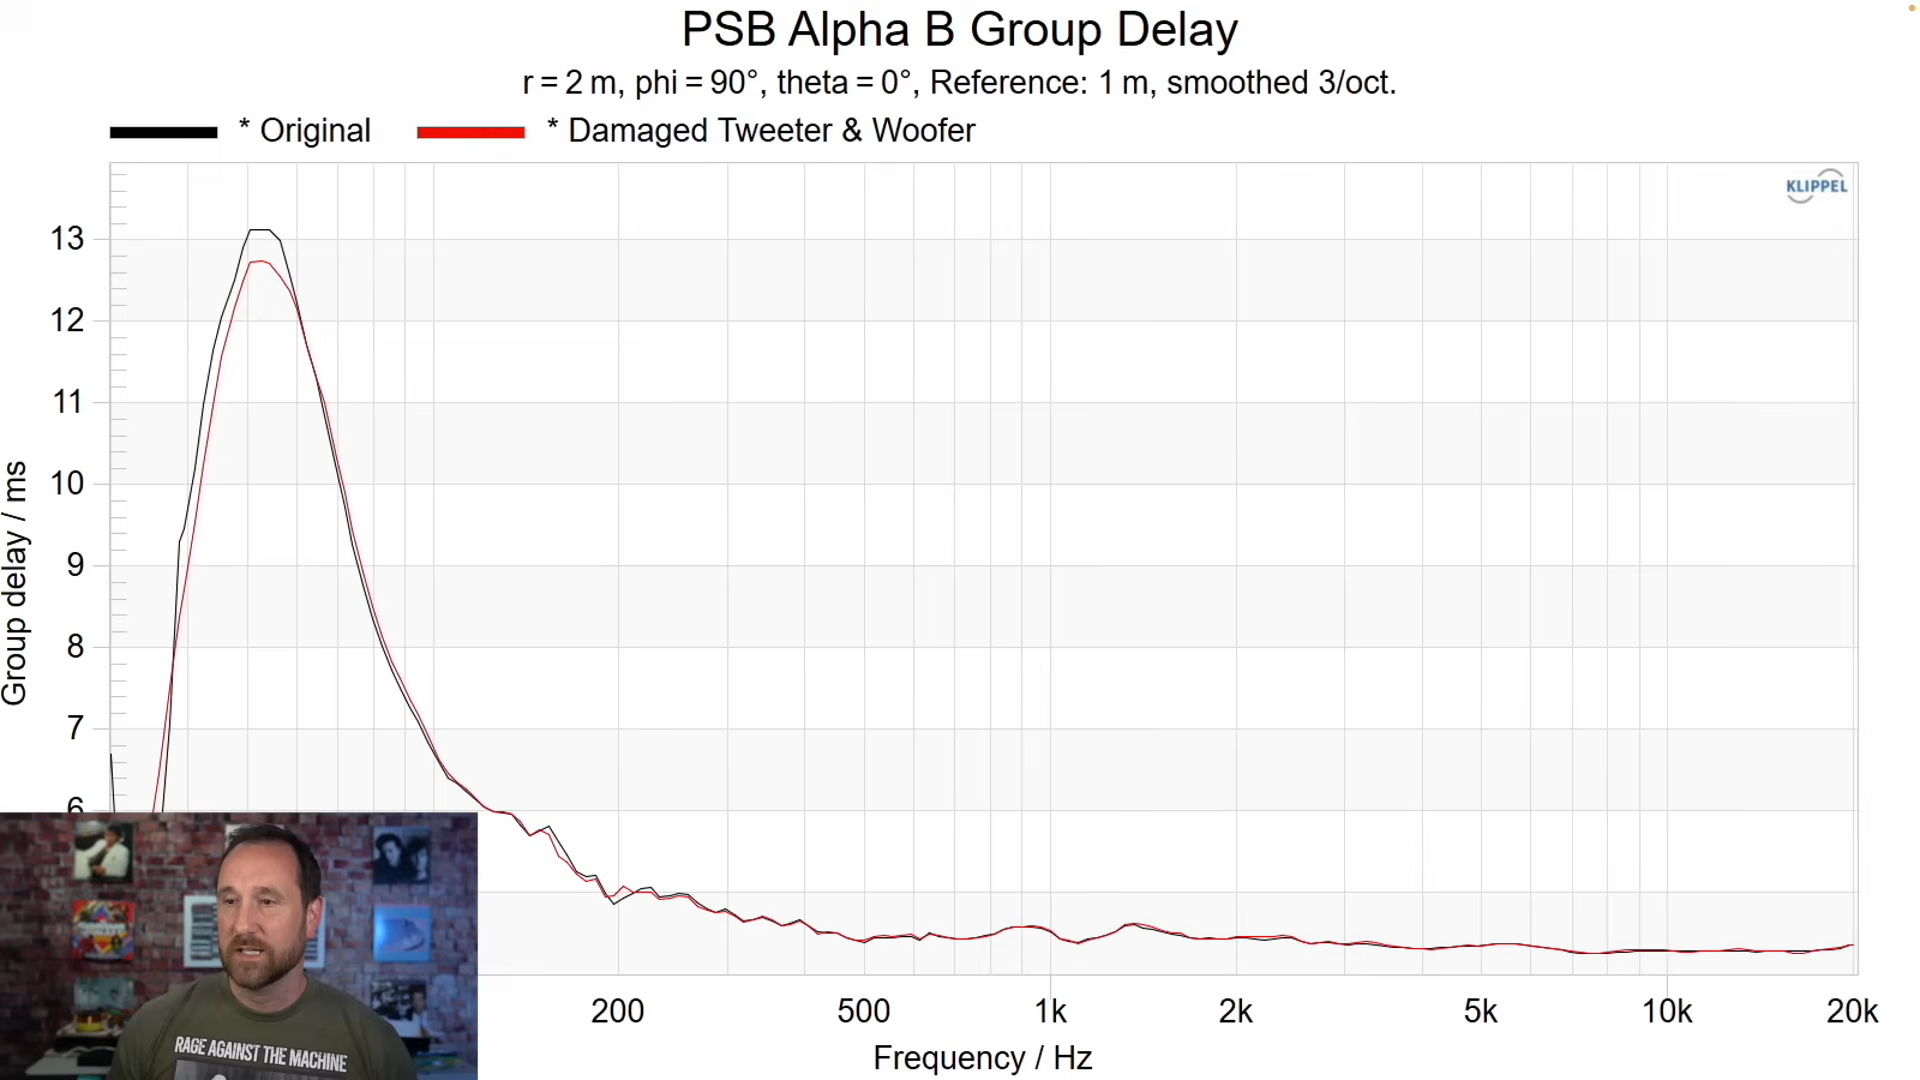 PSB Alpha B Group Delay
r = 2 m, phi = 90°, theta = 0°, Reference: 1 m, smoothed 3/oct.
* Original
* Damaged Tweeter & Woofer
KLIPPEL
13
12
11
10
9
8
7
6
Group delay / ms
200
500
1k
2k
5k
10k
20k
Frequency / Hz
RAGE AGAINST THE MACHINE